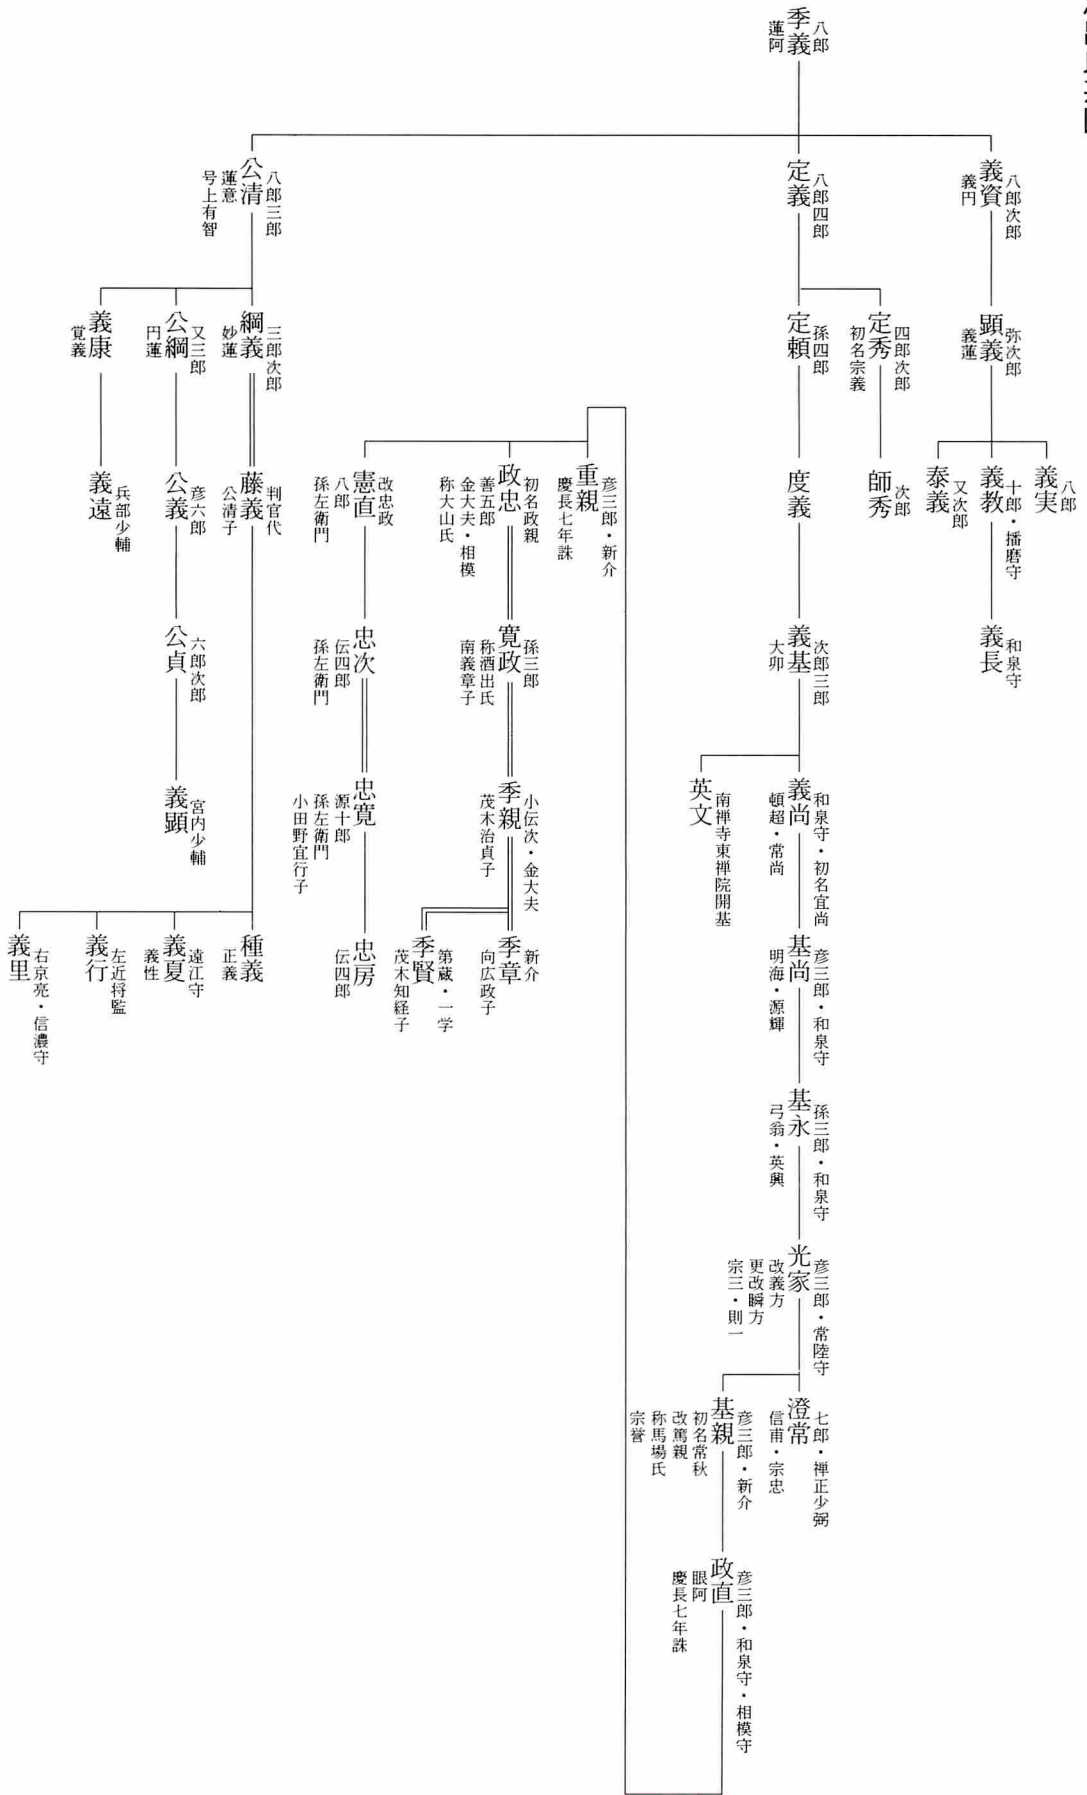 八郎
季義
蓮阿
八郎次郎
義資
義円
弥次郎
顕義
義蓮
八郎
義実
十郎・播磨守
義教
和泉守
義長
又次郎
泰義
八郎四郎
定義
四郎次郎
定秀
初名宗義
次郎
師秀
孫四郎
定頼
度義
次郎三郎
義基
大卯
和泉守・初名宜尚
義尚
頓超・常尚
彦三郎・和泉守
基尚
明海・源輝
孫三郎・和泉守
基永
弓翁・英興
彦三郎・常陸守
光家
改義方
更改瞬方
宗三・則一
七郎・禅正少弼
澄常
信甫・宗忠
彦三郎・新介
基親
初名常秋
改篤親
称馬場氏
宗誉
彦三郎・和泉守・相模守
政直
眼阿
慶長七年誅
英文
南禅寺東禅院開基
彦三郎・新介
重親
慶長七年誅
初名政親
政忠
善五郎
金大夫・相模
称大山氏
孫三郎
寛政
称酒出氏
南義章子
小伝次・金大夫
季親
茂木治貞子
新介
季章
向広政子
第蔵・一学
季賢
茂木知経子
改忠政
憲直
八郎
孫左衛門
忠次
伝四郎
孫左衛門
忠寛
源十郎
孫左衛門
小田野宜行子
忠房
伝四郎
八郎三郎
公清
蓮意
号上有智
三郎次郎
綱義
妙蓮
判官代
藤義
公清子
種義
正義
遠江守
義夏
義性
左近将監
義行
右京亮・信濃守
義里
又三郎
公綱
円蓮
彦六郎
公義
六郎次郎
公貞
宮内少輔
義顕
義康
覚義
兵部少輔
義遠